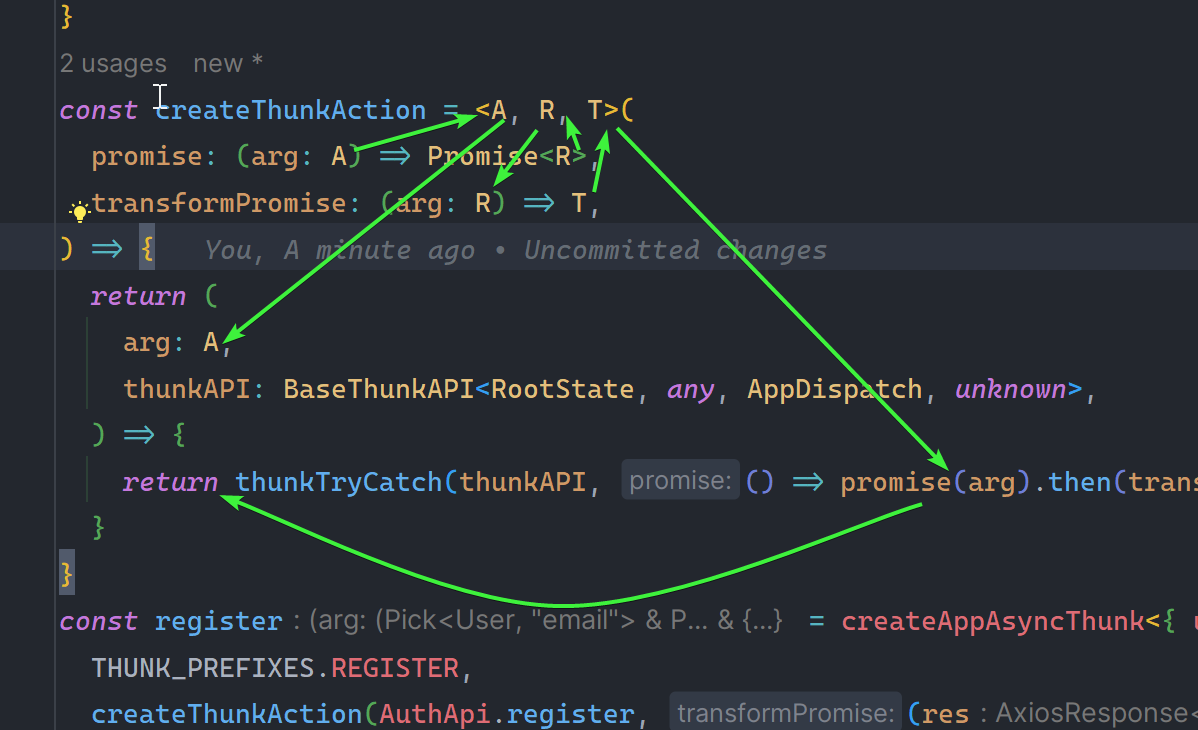 }
2 usages new *
const createThunkAction = <A, R, T>(
promise: (arg: A) => Promise<R>,
transformPromise: (arg: R) => T,
) => { You, A minute ago • Uncommitted changes
return (
arg: A,
thunkAPI: BaseThunkAPI<RootState, any, AppDispatch, unknown>,
) => {
return thunkTryCatch(thunkAPI, promise: () => promise(arg).then(trans
}
}
const register : (arg: (Pick<User, "email"> & P... & {...} = createAppAsyncThunk<{ u
THUNK_PREFIXES.REGISTER,
createThunkAction(AuthApi.register, transformPromise: (res : AxiosResponse<